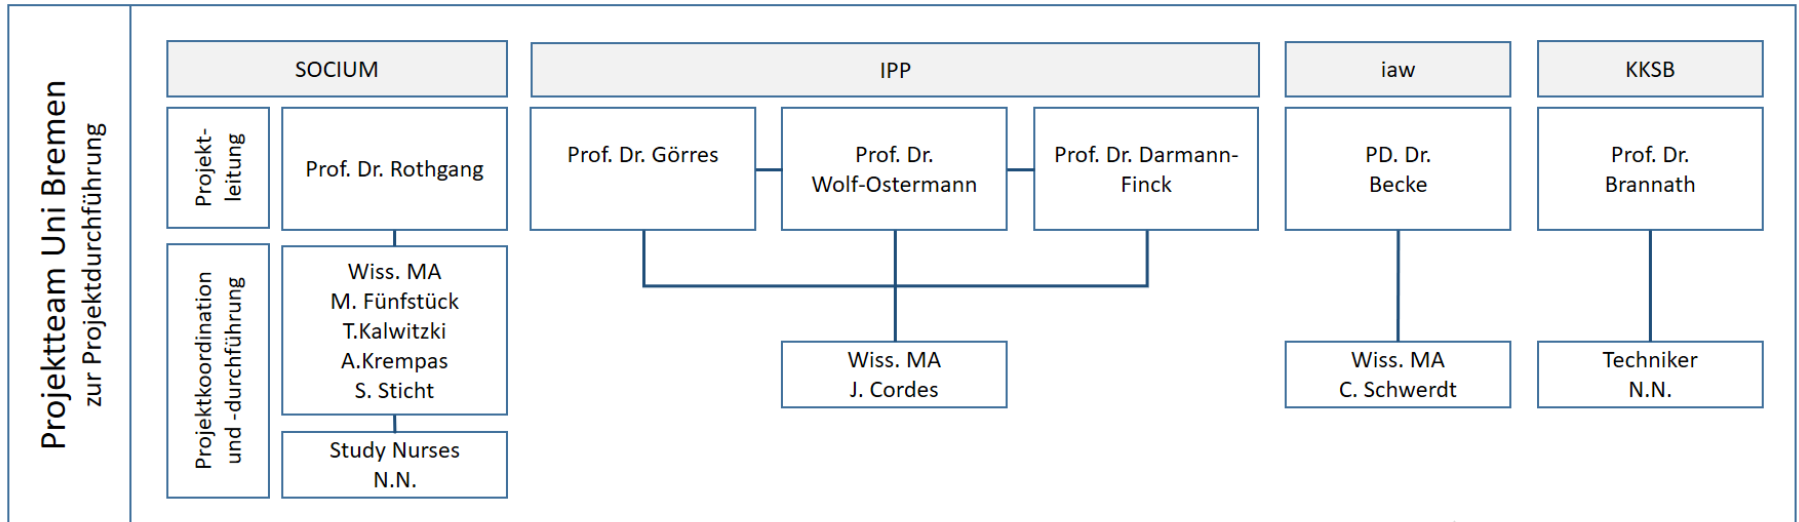 Projektteam Uni Bremen
zur Projektdurchführung
SOCIUM
IPP
iaw
KKSB
Projekt-
leitung
Prof. Dr. Rothgang
Prof. Dr. Görres
Prof. Dr.
Wolf-Ostermann
Prof. Dr. Darmann-
Finck
PD. Dr.
Becke
Prof. Dr.
Brannath
Projektkoordination
und -durchführung
Wiss. MA
M. Fünfstück
T.Kalwitzki
A.Krempas
S. Sticht
Wiss. MA
J. Cordes
Wiss. MA
C. Schwerdt
Techniker
N.N.
Study Nurses
N.N.